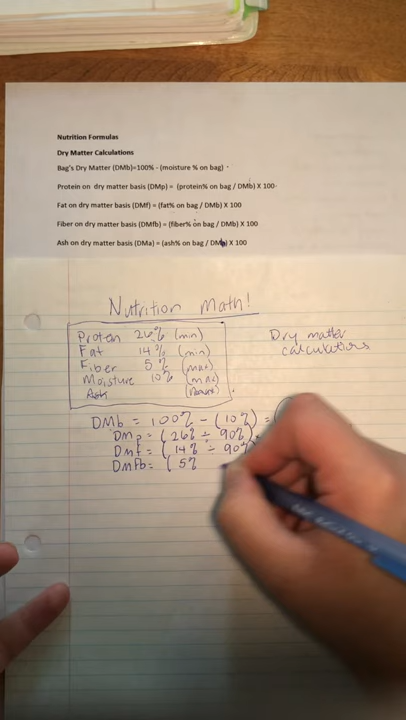 Nutrition Formulas
Dry Matter Calculations
Bag's Dry Matter (DMb)=100% - (moisture % on bag) -
Protein on dry matter basis (DMp) = (protein% on bag / DMb) X 100-
Fat on dry matter basis (DMf) = (fat% on bag / DMb) X 100
Fiber on dry matter basis (DMfb) = (fiber% on bag / DMb) X 100
Ash on dry matter basis (DMa) = (ash% on bag / DMb) X 100
Nutrition Math!
Protein 26% (min)
Fat 14% (min)
Fiber 5% (max)
Moisture 10% (max)
Ash
Dry matter
calculations
DMb = 100% - (10%) = (
DMp = (26% ÷ 90%)
DMf = (14% ÷ 90%)
DMFb = (5%